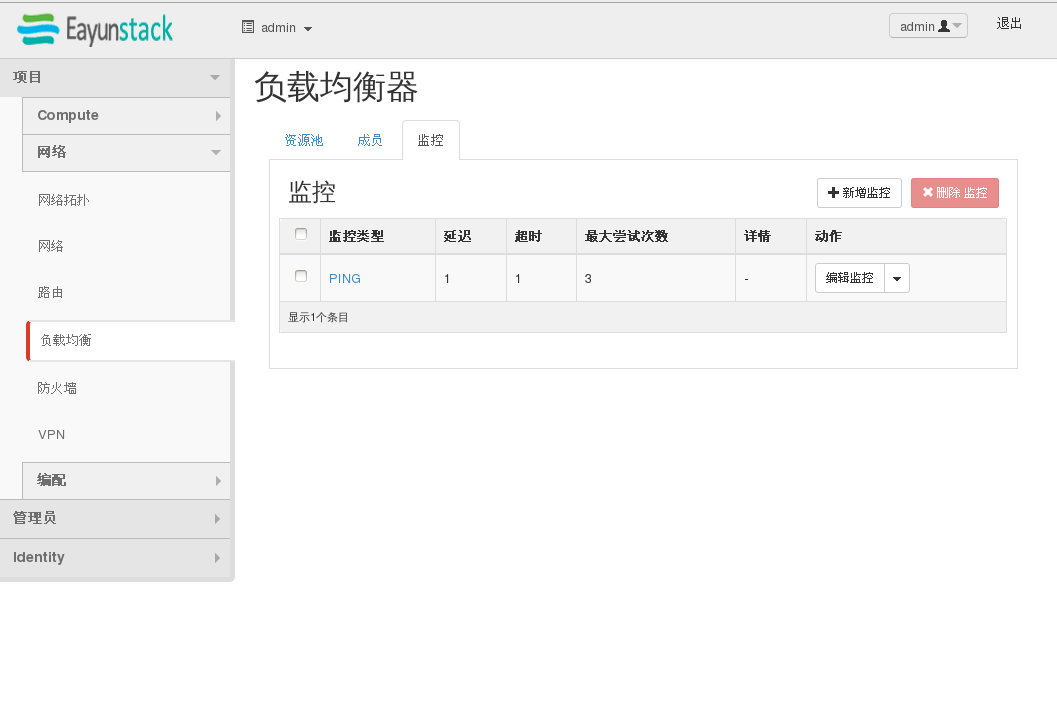 Eayunstack
admin
admin
退出
项目
Compute
网络
网络拓扑
网络
路由
负载均衡
防火墙
VPN
编配
管理员
Identity
负载均衡器
资源池 成员 监控
监控
新增监控 删除 监控
监控类型 延迟 超时 最大尝试次数 详情 动作
PING 1 1 3 - 编辑监控
显示1个条目